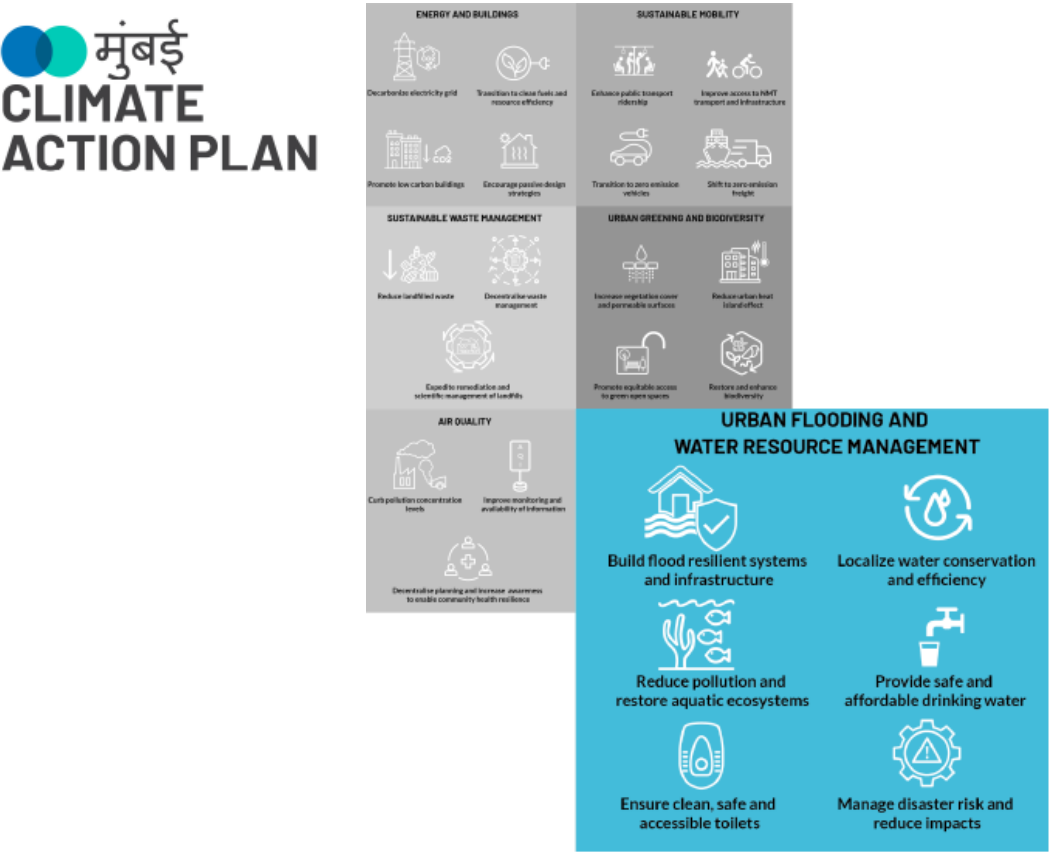 मुंबई
CLIMATE
ACTION PLAN
ENERGY AND BUILDINGS
Decarbonize electricity grid
Transition to clean fuels and
resource efficiency
Promote low carbon buildings
CO2
Encourage passive design
strategies
SUSTAINABLE MOBILITY
Enhance public transport
ridership
Improve access to NMT
transport and infrastructure
Transition to zero emission
vehicles
Shift to zero emission
freight
SUSTAINABLE WASTE MANAGEMENT
Reduce landfilled waste
Decentralise waste
management
Expedite remediation and
scientific management of landfills
URBAN GREENING AND BIODIVERSITY
Increase vegetation cover
and permeable surfaces
Reduce urban heat
island effect
Promote equitable access
to green open spaces
Restore and enhance
biodiversity
AIR QUALITY
Curb pollution concentration
levels
A
Q
I
Improve monitoring and
availability of information
Decentralise planning and increase awareness
to enable community health resilience
URBAN FLOODING AND
WATER RESOURCE MANAGEMENT
Build flood resilient systems
and infrastructure
Localize water conservation
and efficiency
Reduce pollution and
restore aquatic ecosystems
Provide safe and
affordable drinking water
Ensure clean, safe and
accessible toilets
Manage disaster risk and
reduce impacts